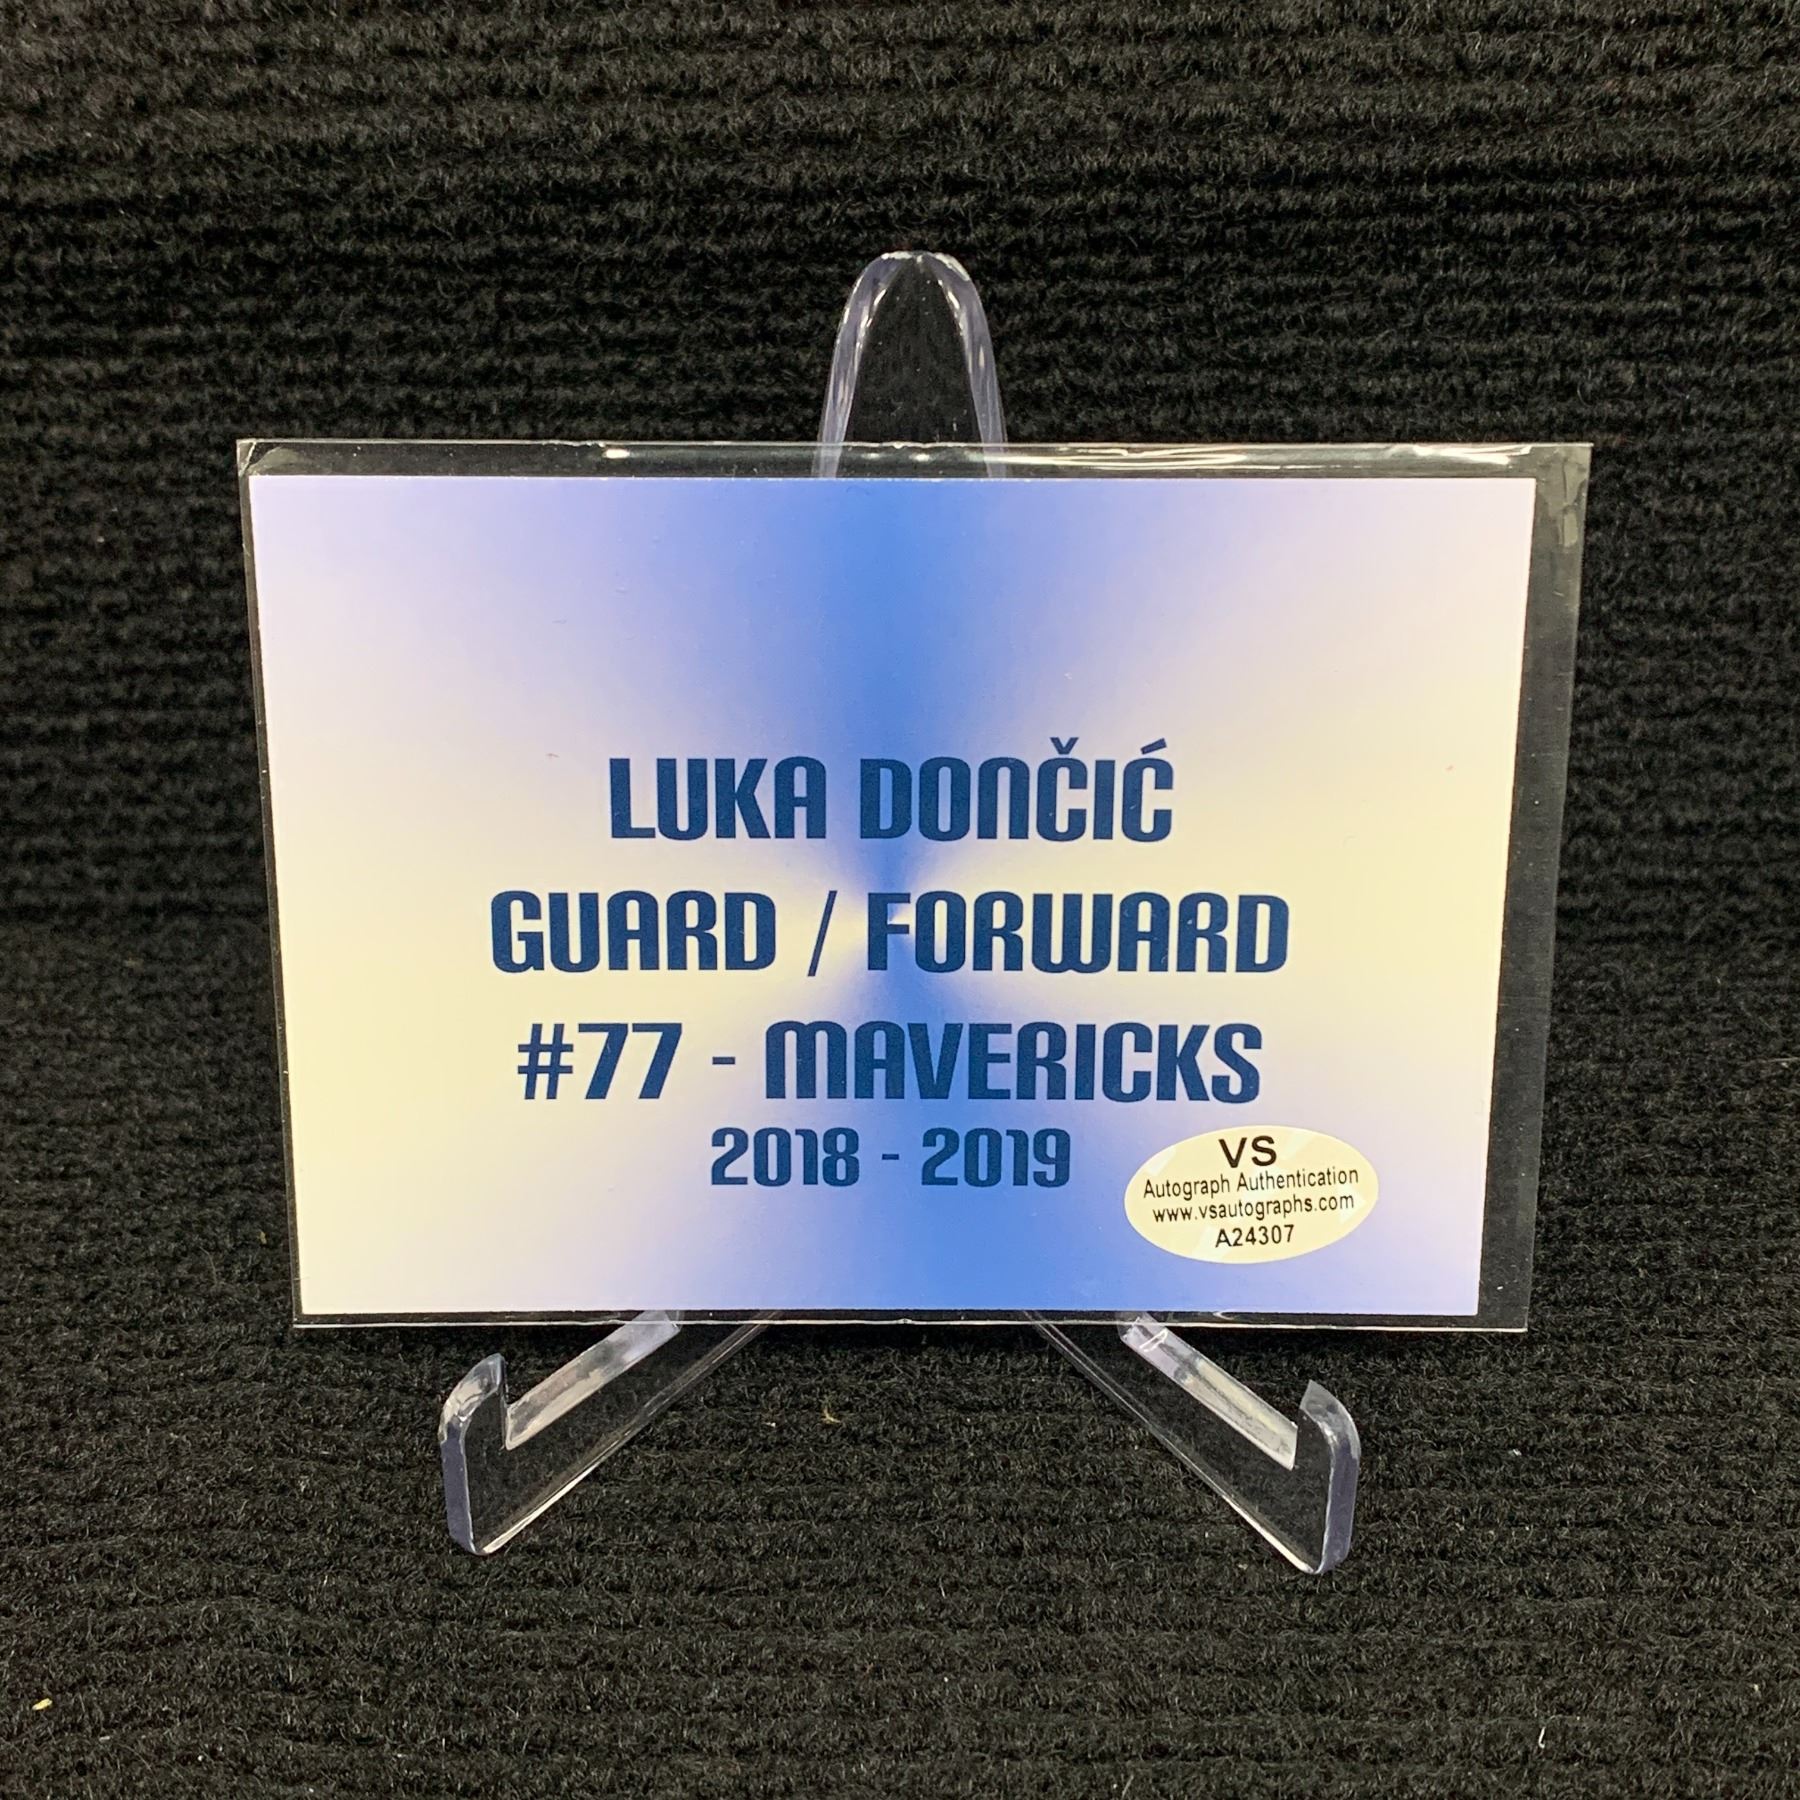 LUKA DONČIĆ
GUARD / FORWARD
#77 - MAVERICKS
2018 - 2019
VS
Autograph Authentication
www.vsautographs.com
A24307